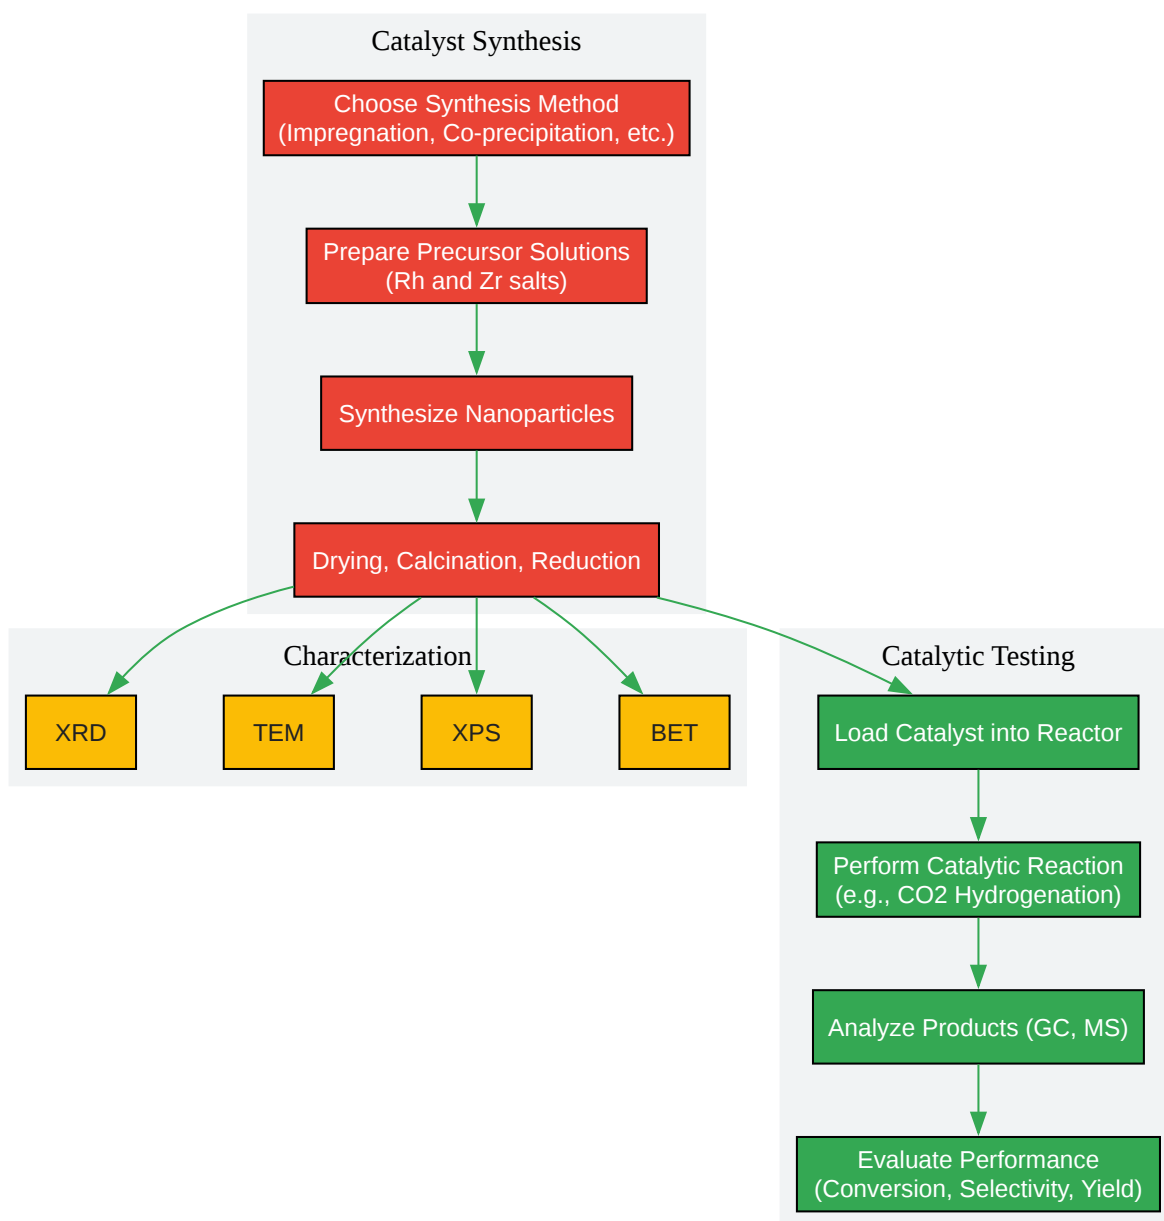 Catalyst Synthesis
Choose Synthesis Method
(Impregnation, Co-precipitation, etc.)
Prepare Precursor Solutions
(Rh and Zr salts)
Synthesize Nanoparticles
Drying, Calcination, Reduction
Characterization
XRD
TEM
XPS
BET
Catalytic Testing
Load Catalyst into Reactor
Perform Catalytic Reaction
(e.g., CO2 Hydrogenation)
Analyze Products (GC, MS)
Evaluate Performance
(Conversion, Selectivity, Yield)